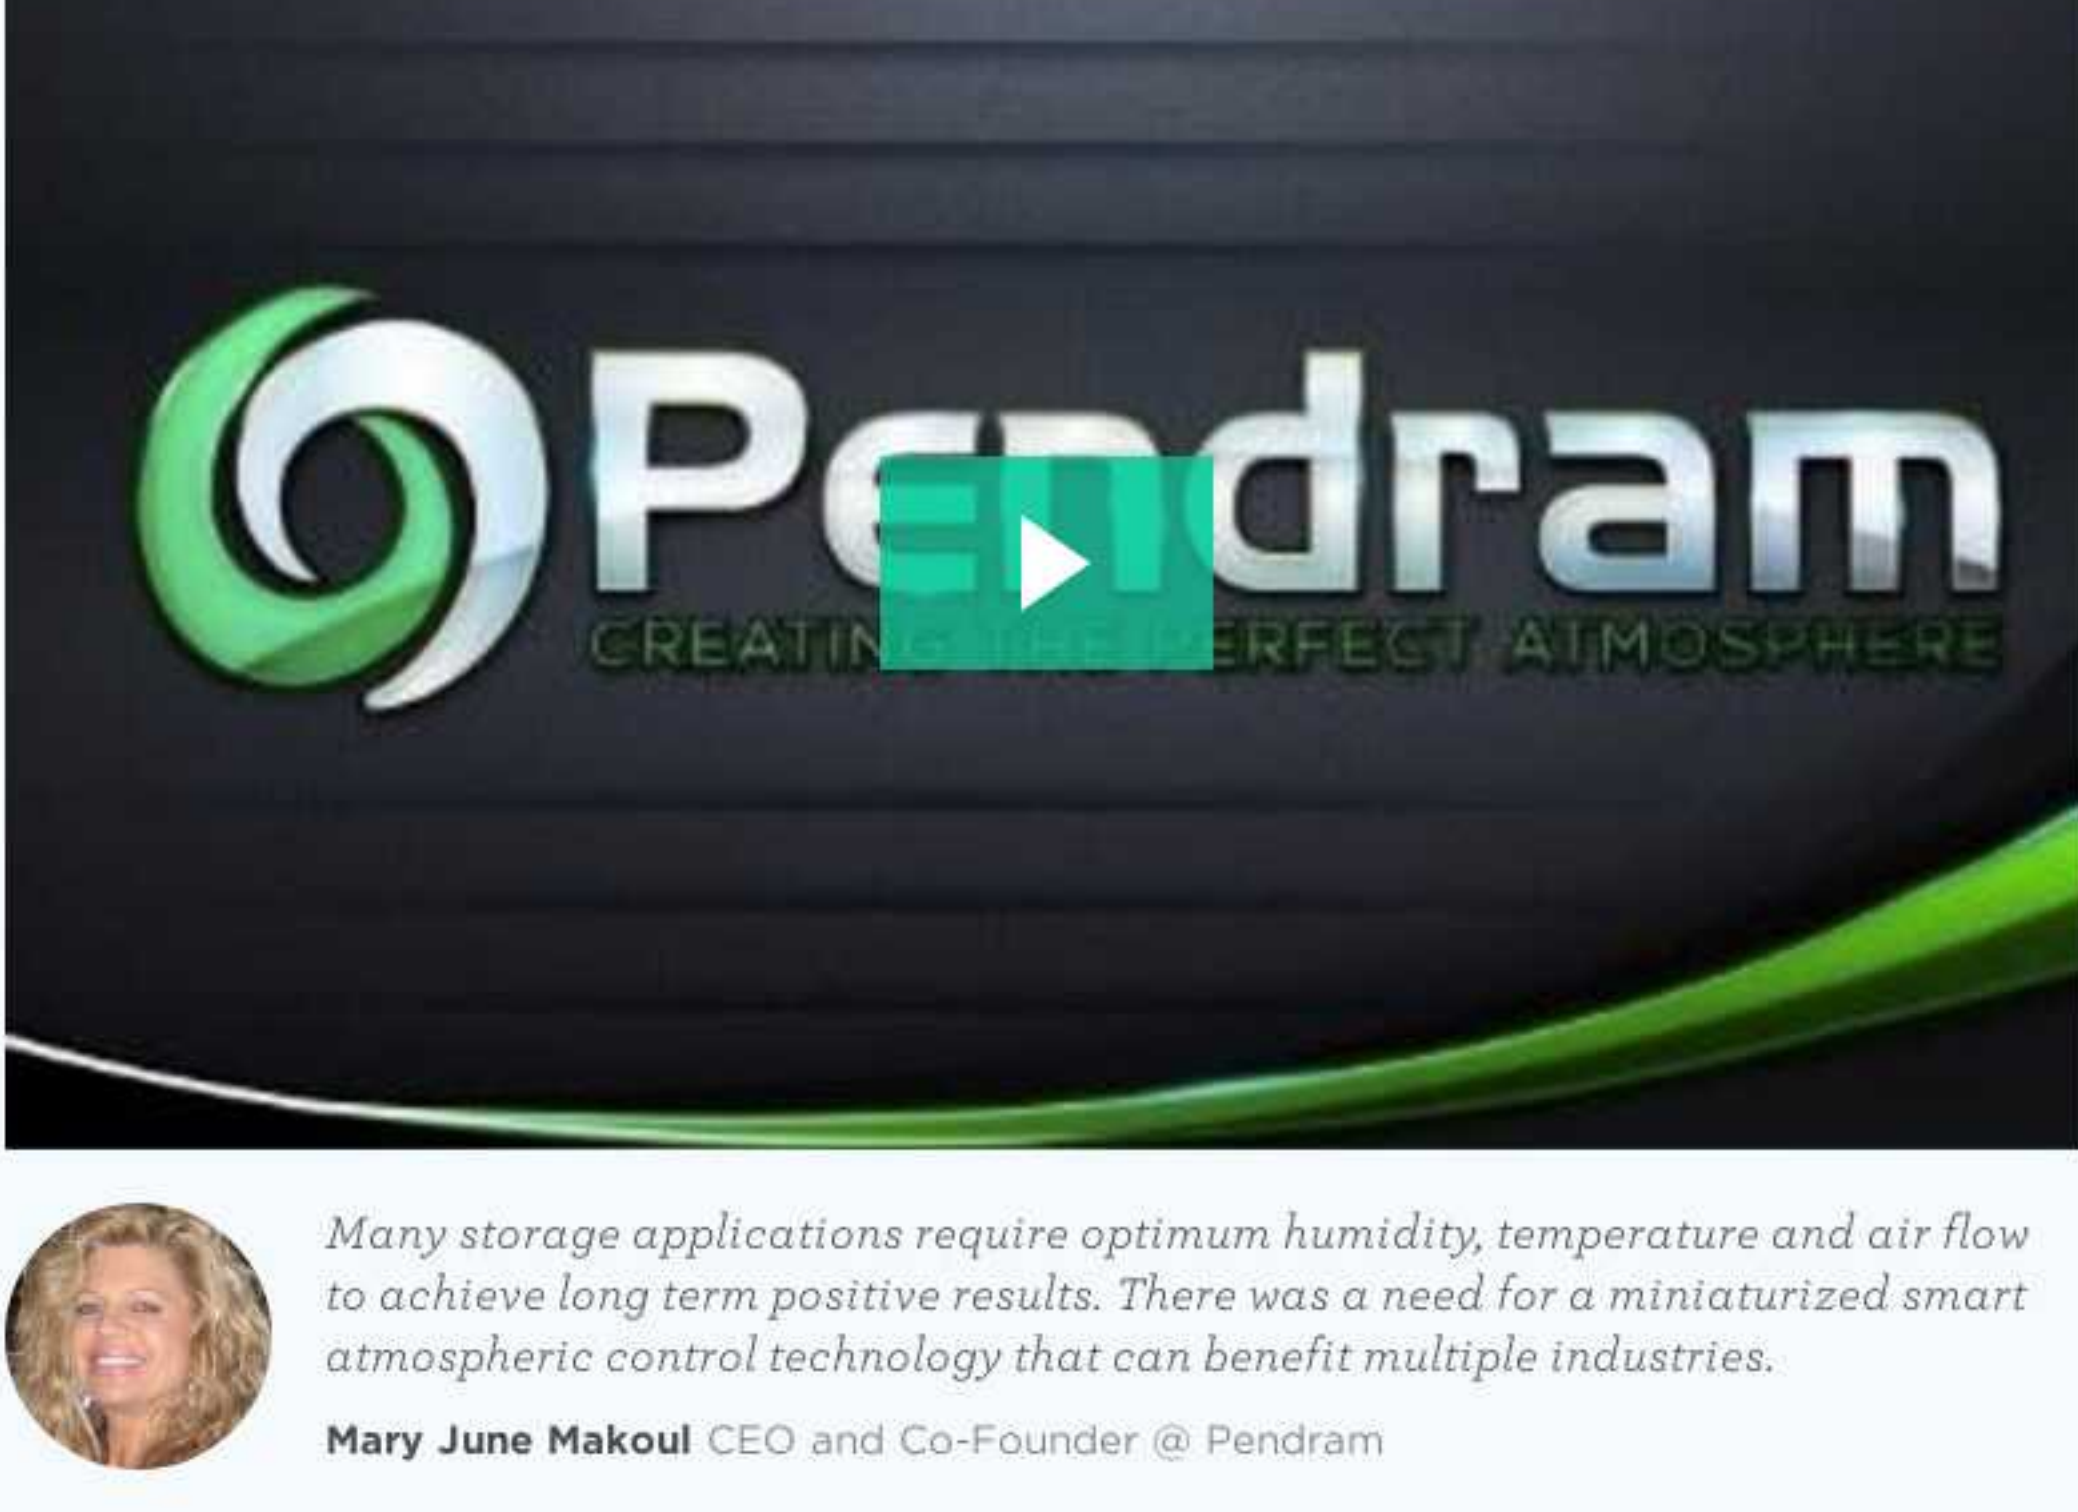 Pendram
CREATING THE PERFECT ATMOSPHERE
Many storage applications require optimum humidity, temperature and air flow
to achieve long term positive results. There was a need for a miniaturized smart
atmospheric control technology that can benefit multiple industries.
Mary June Makoul CEO and Co-Founder @ Pendram